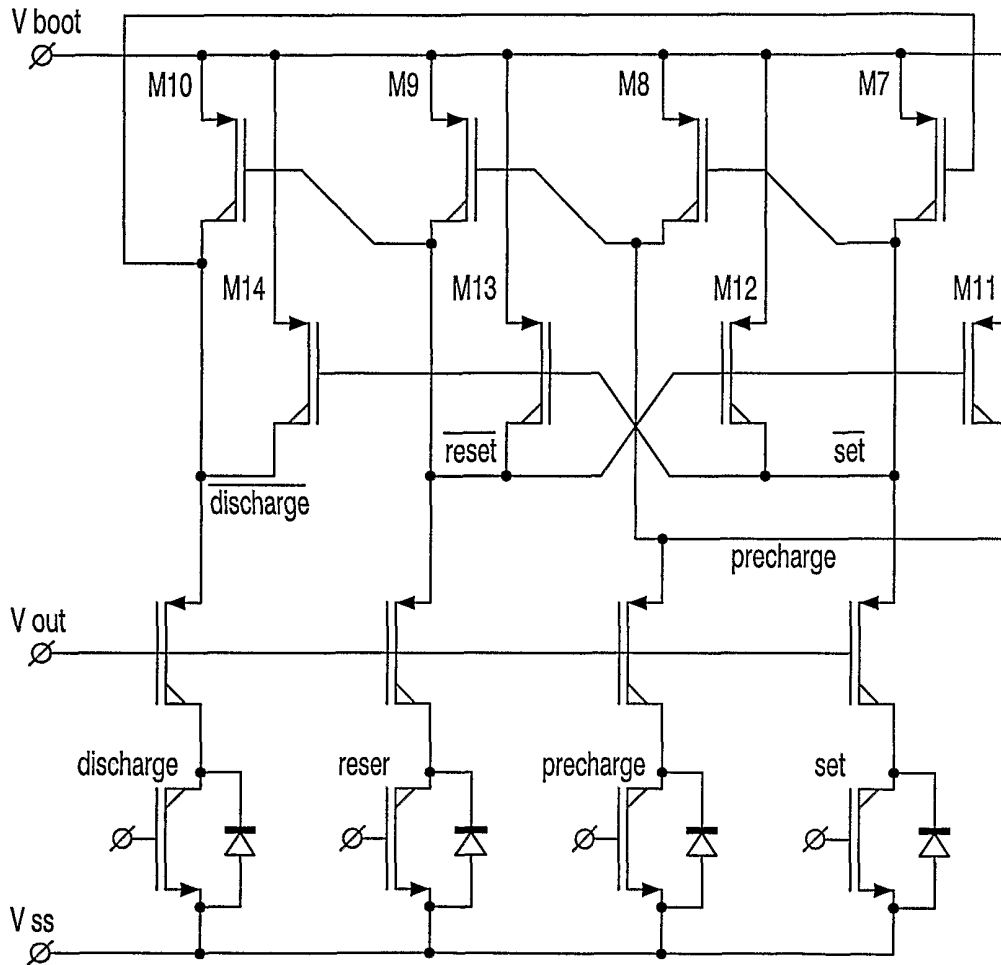 V boot
M10
M9
M8
M7
M14
M13
M12
M11
reset
set
discharge
precharge
V out
discharge
reser
precharge
set
V ss